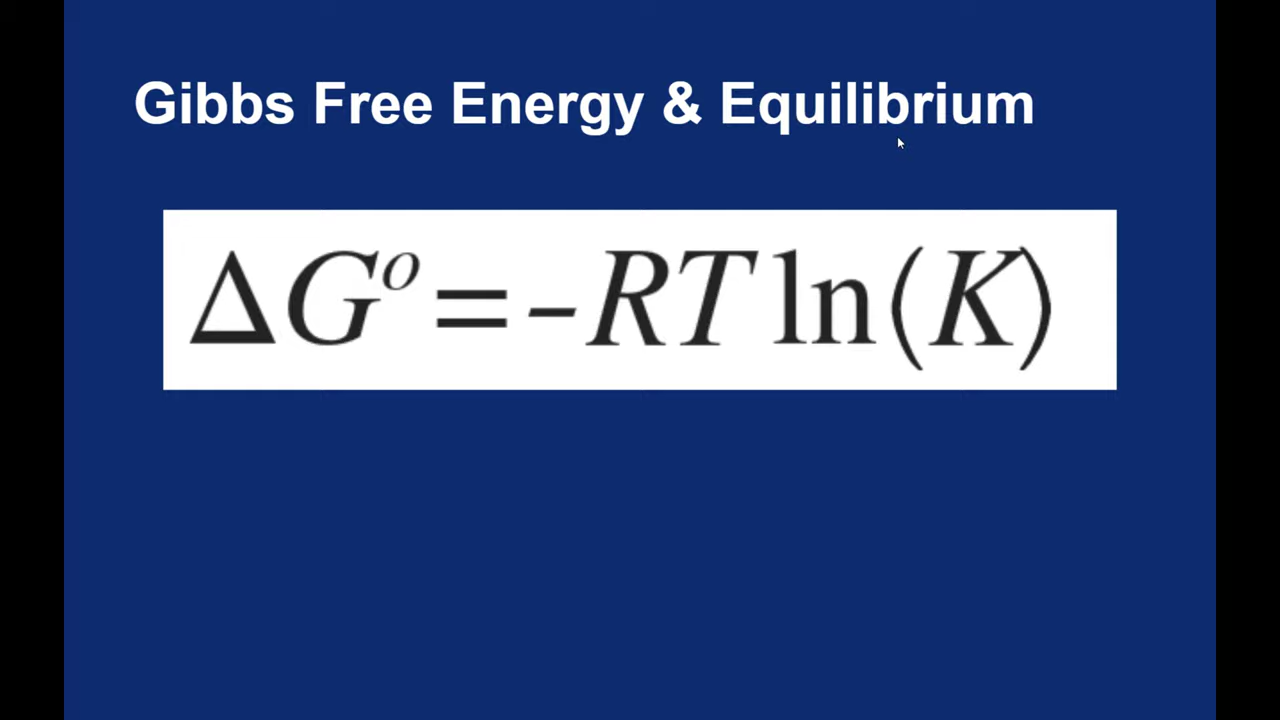 Gibbs Free Energy & Equilibrium
ΔG° = -RT ln(K)